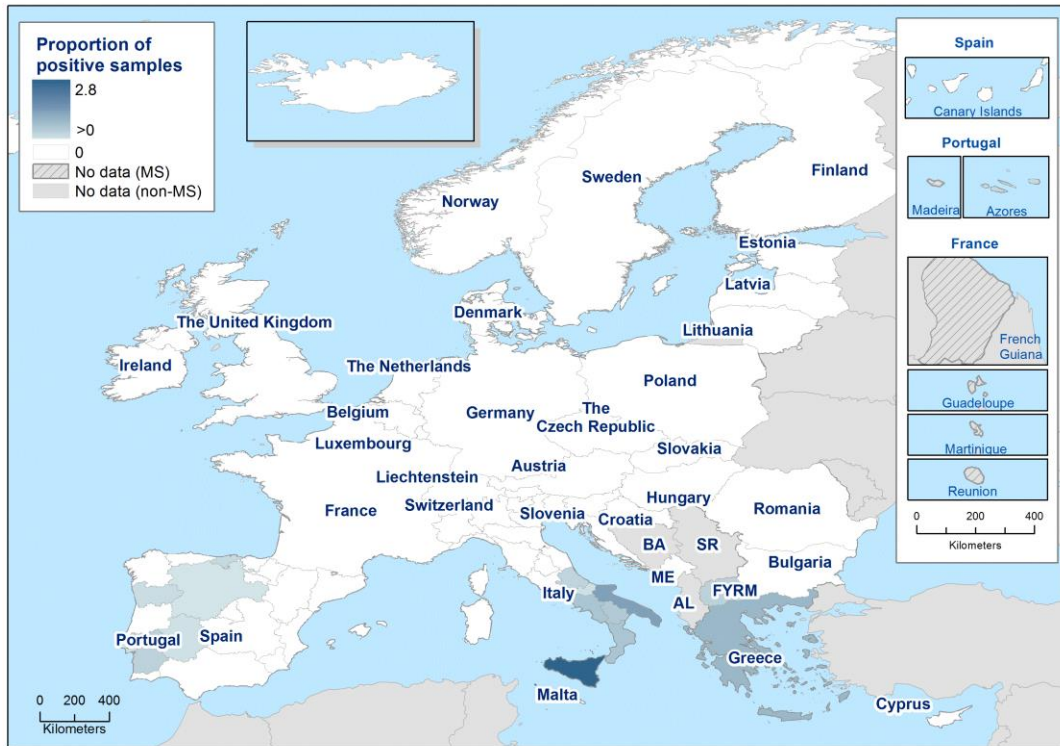 Proportion of
positive samples
2.8
>0
0
No data (MS)
No data (non-MS)
Spain
Canary Islands
Portugal
Madeira
Azores
France
French
Guiana
Guadeloupe
Martinique
Reunion
0 200 400
Kilometers
Norway
Sweden
Finland
Estonia
Latvia
Lithuania
Denmark
The United Kingdom
Ireland
The Netherlands
Belgium
Luxembourg
Germany
Poland
The
Czech Republic
Slovakia
Liechtenstein
Austria
France
Switzerland
Slovenia
Hungary
Croatia
Romania
BA
SR
Bulgaria
ME
Italy
AL
FYRM
Portugal
Spain
Greece
Malta
Cyprus
0 200 400
Kilometers